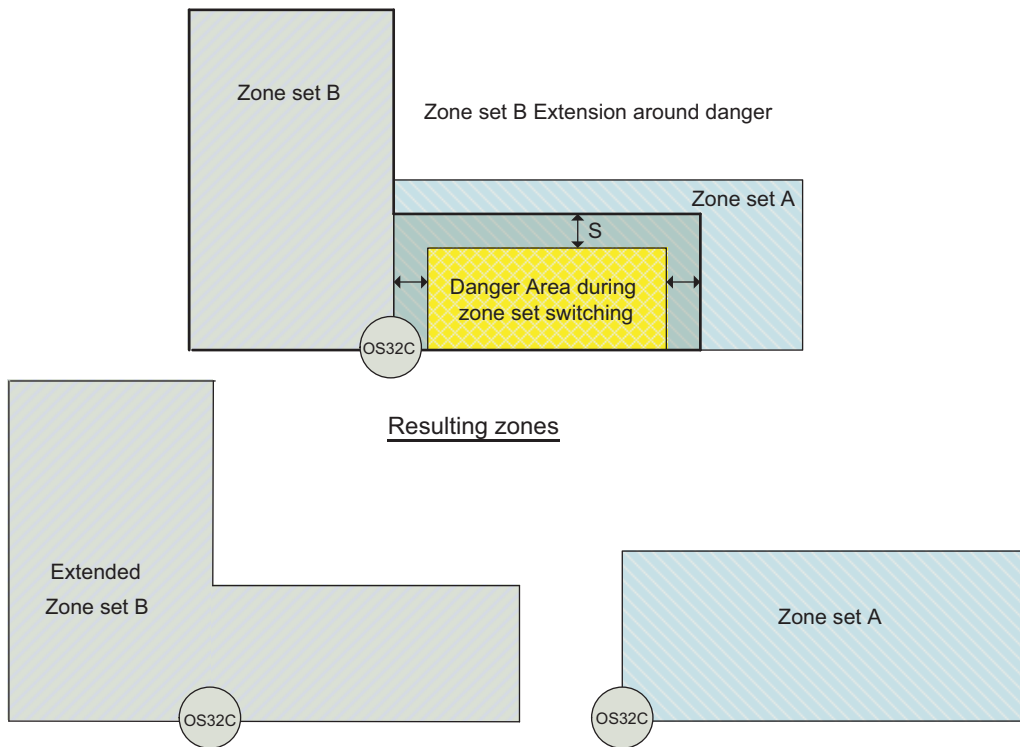 Zone set B
Zone set B Extension around danger
Zone set A
S
Danger Area during
zone set switching
OS32C
Resulting zones
Extended
Zone set B
OS32C
Zone set A
OS32C